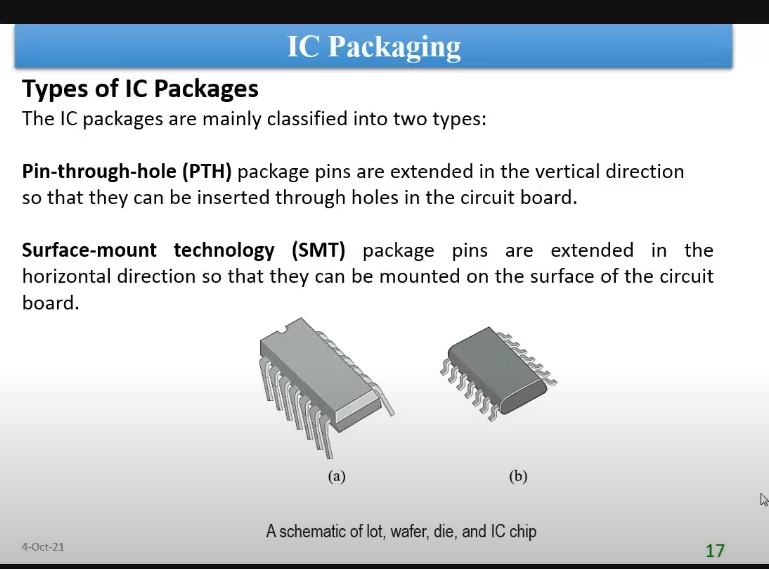 IC Packaging
Types of IC Packages
The IC packages are mainly classified into two types:
Pin-through-hole (PTH) package pins are extended in the vertical direction
so that they can be inserted through holes in the circuit board.
Surface-mount technology (SMT) package pins are extended in the
horizontal direction so that they can be mounted on the surface of the circuit
board.
(a) (b)
A schematic of lot, wafer, die, and IC chip
4-Oct-21
17